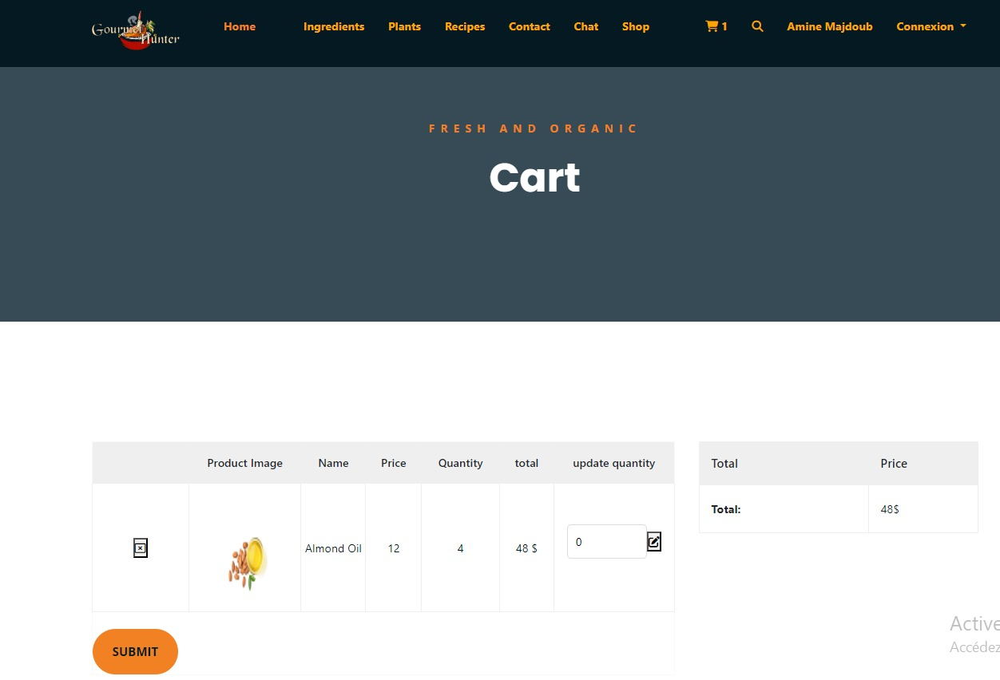 Gourmet Hunter
Home Ingredients Plants Recipes Contact Chat Shop 1 Amine Majdoub Connexion
FRESH AND ORGANIC
Cart
Product Image Name Price Quantity total update quantity
Almond Oil 12 4 48 $ 0
SUBMIT
Total Price
Total: 48$
Active
Accédez